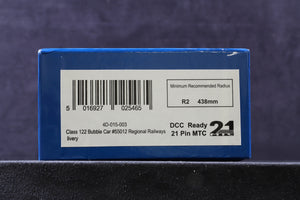 Minimum Recommended Radius
R2 438mm
5 016927 025465
4D-015-003
Class 122 Bubble Car #55012 Regional Railways
livery
DCC Ready
21 Pin MTC
21